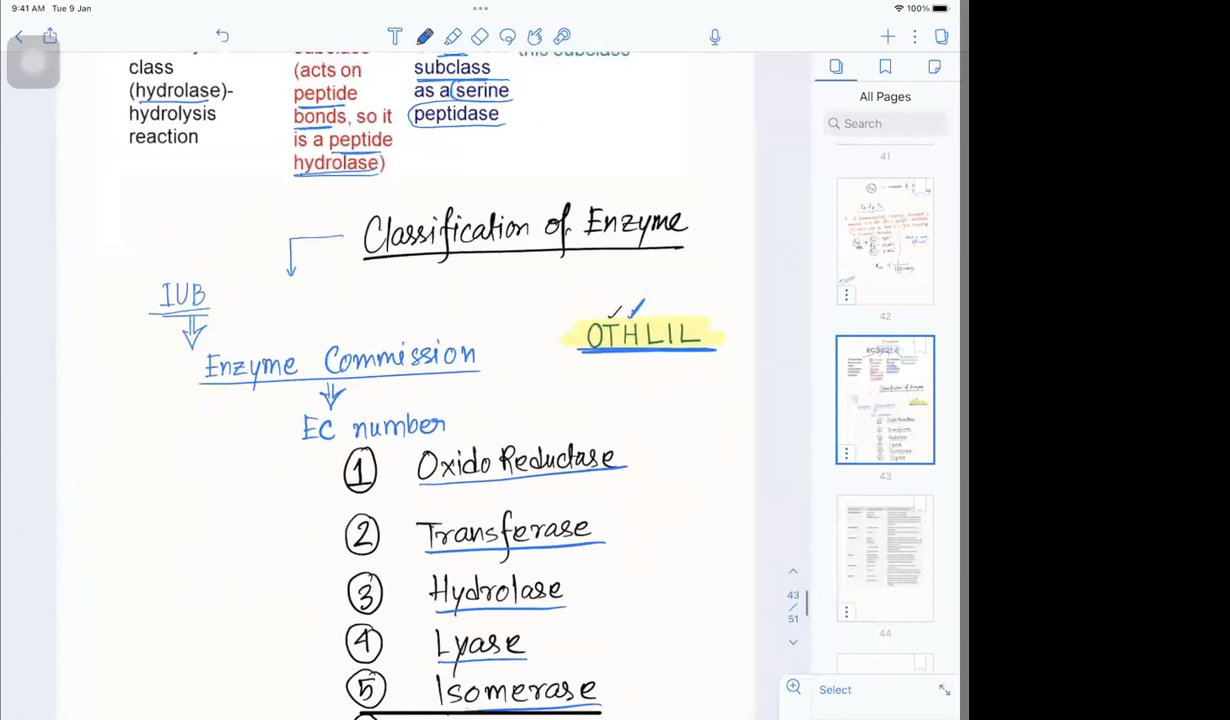 9:41 AM Tue 9 Jan
100%
class
(hydrolase)-
hydrolysis
reaction
(acts on
peptide
bonds, so it
is a peptide
hydrolase)
this subclass
subclass
as a serine
peptidase
Classification of Enzyme
IUB
OTHLIL
Enzyme Commission
EC number
1 Oxido Reductase
2 Transferase
3 Hydrolase
4 Lyase
5 Isomerase
All Pages
Search
41
42
43
44
43
/
51
Select